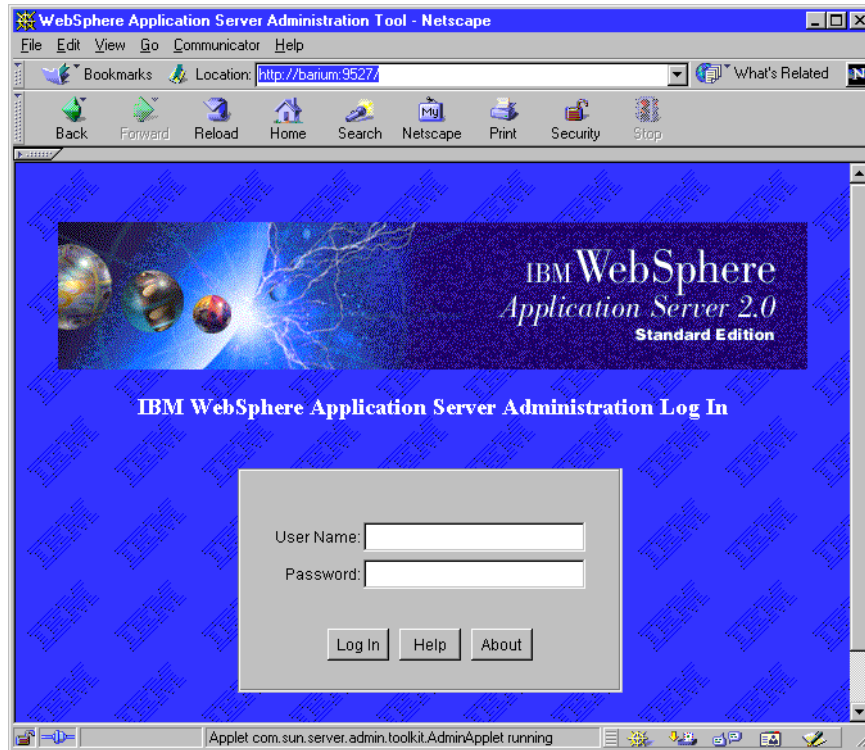 WebSphere Application Server Administration Tool - Netscape
File Edit View Go Communicator Help
Bookmarks Location: http://barium:9527/ What's Related N
My
Back Forward Reload Home Search Netscape Print Security Stop
IBM WebSphere
Application Server 2.0
Standard Edition
IBM WebSphere Application Server Administration Log In
User Name:
Password:
Log In Help About
Applet com.sun.server.admin.toolkit.AdminApplet running